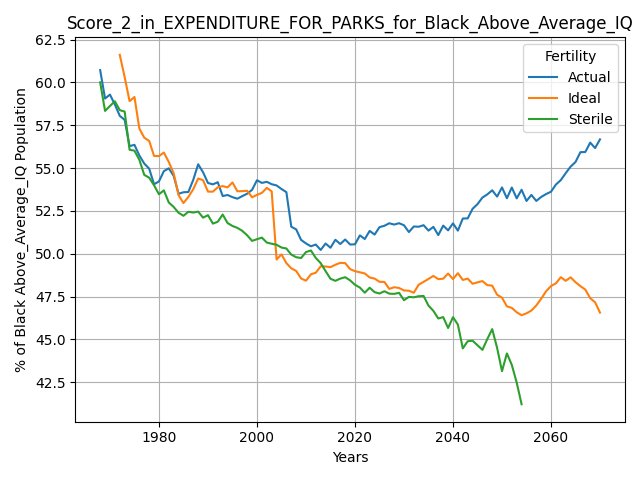 Score_2_in_EXPENDITURE_FOR_PARKS_for_Black_Above_Average_IQ
% of Black Above_Average_IQ Population
62.5
60.0
57.5
55.0
52.5
50.0
47.5
45.0
42.5
Fertility
Actual
Ideal
Sterile
1980
2000
2020
2040
2060
Years